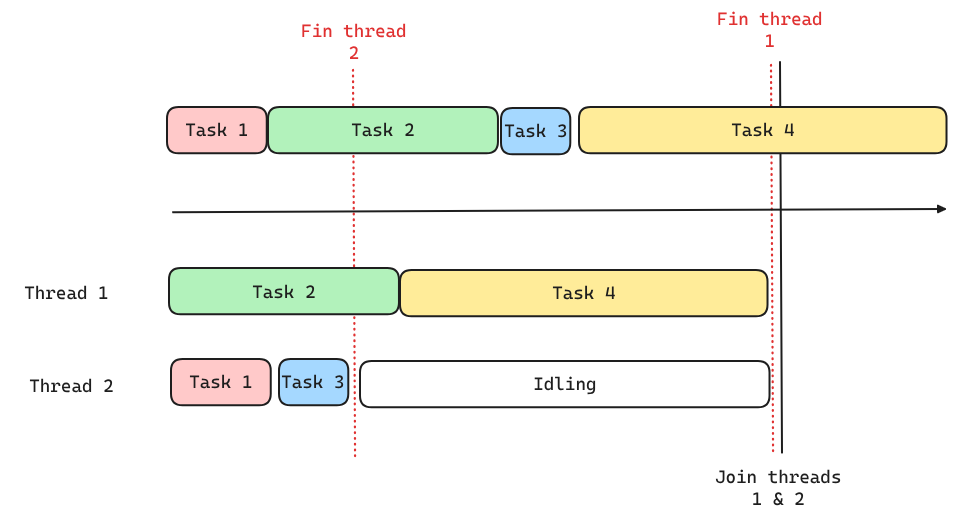 Fin thread
2
Fin thread
1
Task 1
Task 2
Task 3
Task 4
Thread 1
Task 2
Task 4
Thread 2
Task 1
Task 3
Idling
Join threads
1 & 2